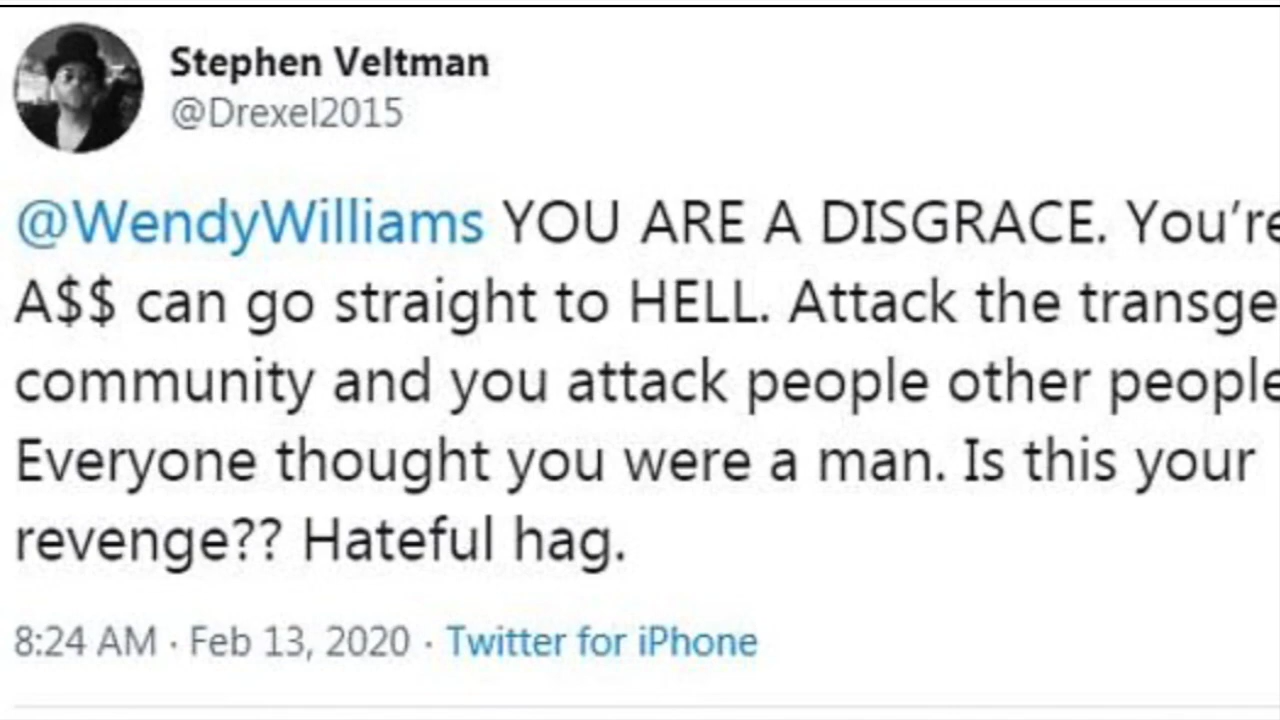 Stephen Veltman
@Drexel2015
@WendyWilliams YOU ARE A DISGRACE. You're
A$$ can go straight to HELL. Attack the
community and you attack people other people
Everyone thought you were a man. Is this your
revenge?? Hateful hag.
8:24 AM · Feb 13, 2020 · Twitter for iPhone